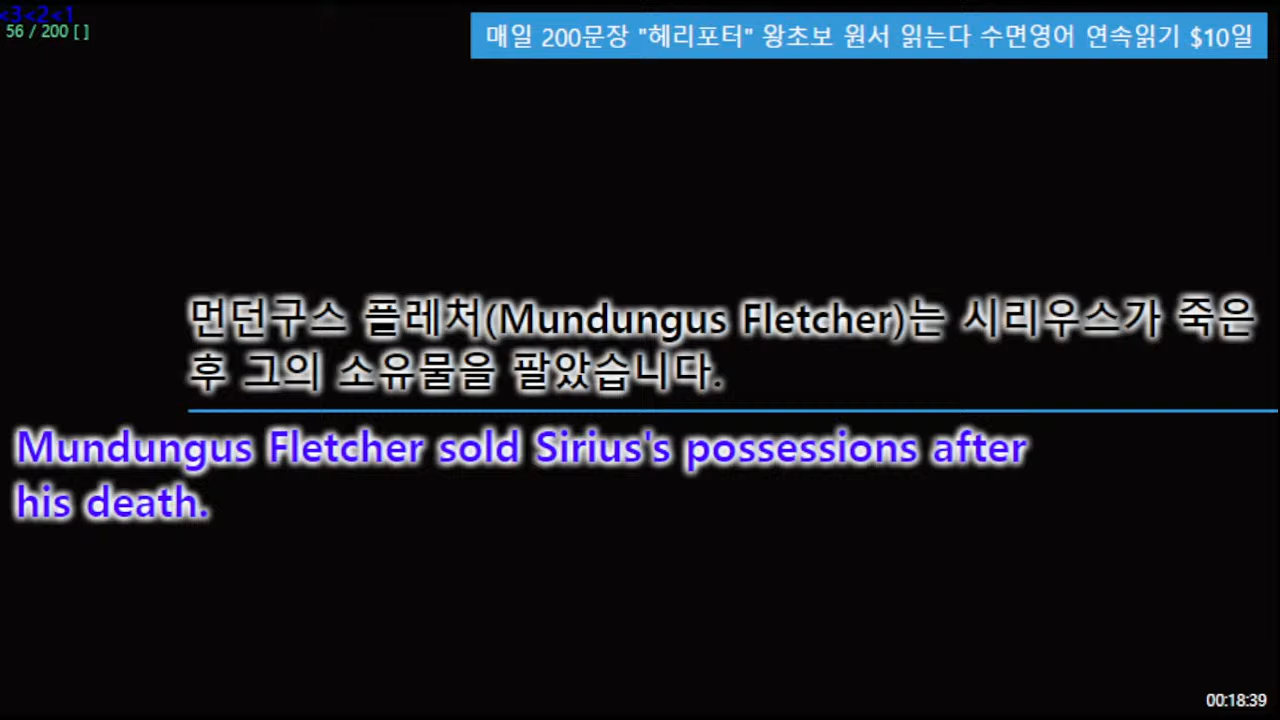 <3<2<1
56 / 200 [ ]
매일 200문장 "헤리포터" 왕초보 원서 읽는다 수면영어 연속읽기 $10일
먼던구스 플레처(Mundungus Fletcher)는 시리우스가 죽은
후 그의 소유물을 팔았습니다.
Mundungus Fletcher sold Sirius's possessions after
his death.
00:18:39